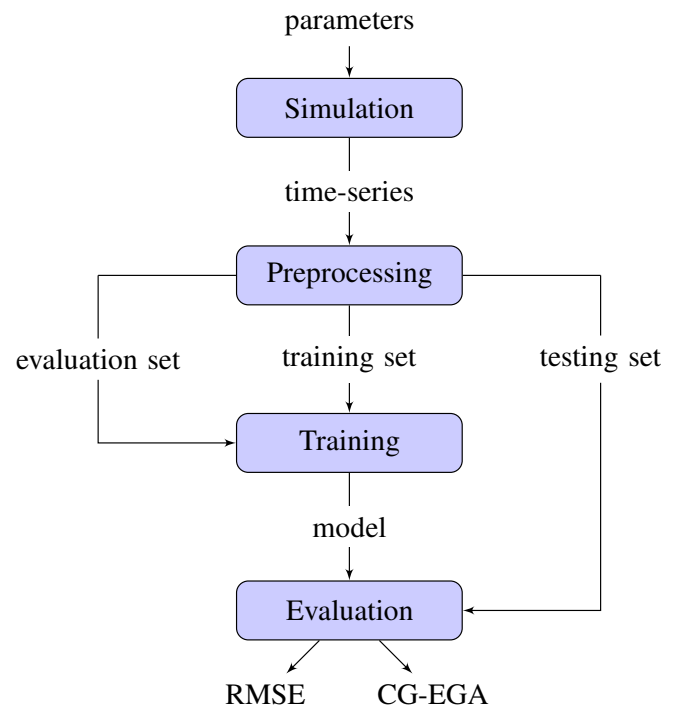 parameters
Simulation
time-series
Preprocessing
evaluation set
training set
testing set
Training
model
Evaluation
RMSE
CG-EGA